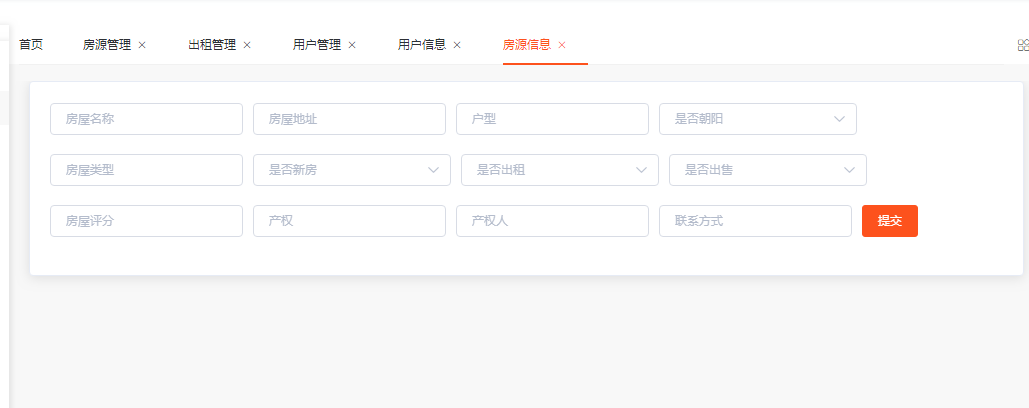 首页 房源管理 × 出租管理 × 用户管理 × 用户信息 × 房源信息 ×
房屋名称 房屋地址 户型 是否朝阳
房屋类型 是否新房 是否出租 是否出售
房屋评分 产权 产权人 联系方式 提交